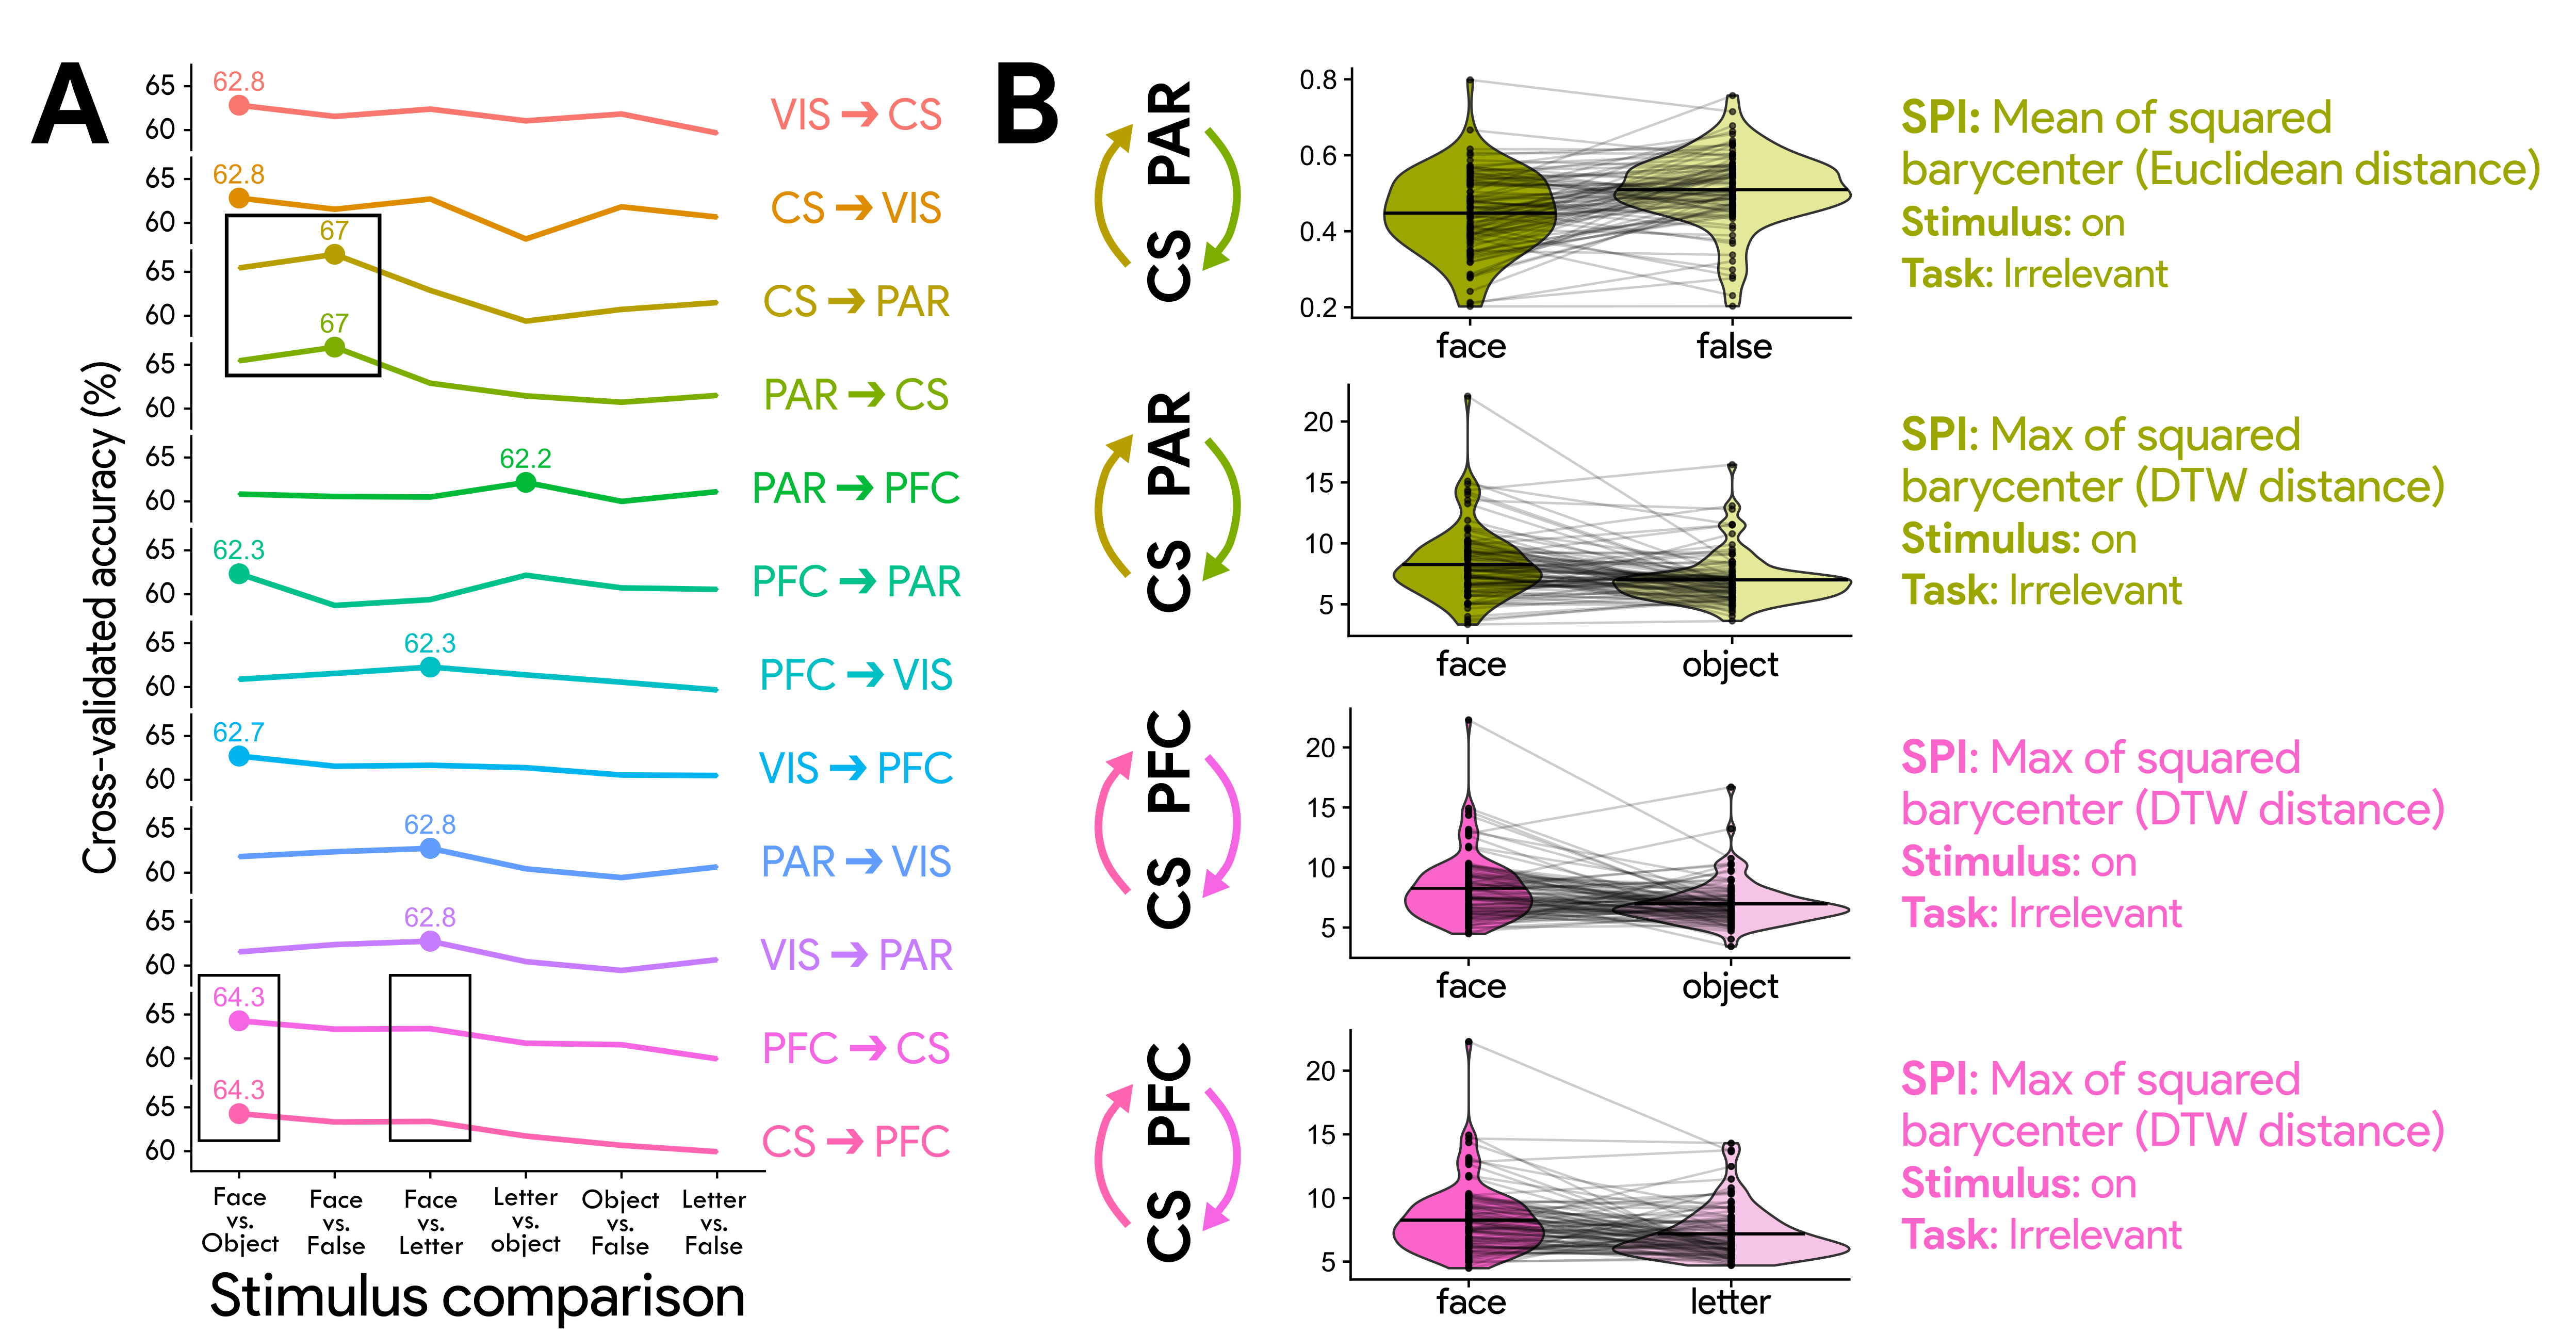 A
Cross-validated accuracy (%)
65
60
62.8
VIS → CS
65
60
62.8
CS → VIS
65
60
67
CS → PAR
65
60
67
PAR → CS
65
60
62.2
PAR → PFC
65
60
62.3
PFC → PAR
65
60
62.3
PFC → VIS
65
60
62.7
VIS → PFC
65
60
62.8
PAR → VIS
65
60
62.8
VIS → PAR
65
60
64.3
PFC → CS
65
60
64.3
CS → PFC
Face
vs.
Object
Face
vs.
False
Face
vs.
Letter
Letter
vs.
object
Object
vs.
False
Letter
vs.
False
Stimulus comparison
B
CS PAR
0.8
0.6
0.4
0.2
face
false
SPI: Mean of squared
barycenter (Euclidean distance)
Stimulus: on
Task: Irrelevant
CS PAR
20
15
10
5
face
object
SPI: Max of squared
barycenter (DTW distance)
Stimulus: on
Task: Irrelevant
CS PFC
20
15
10
5
face
object
SPI: Max of squared
barycenter (DTW distance)
Stimulus: on
Task: Irrelevant
CS PFC
20
15
10
5
face
letter
SPI: Max of squared
barycenter (DTW distance)
Stimulus: on
Task: Irrelevant